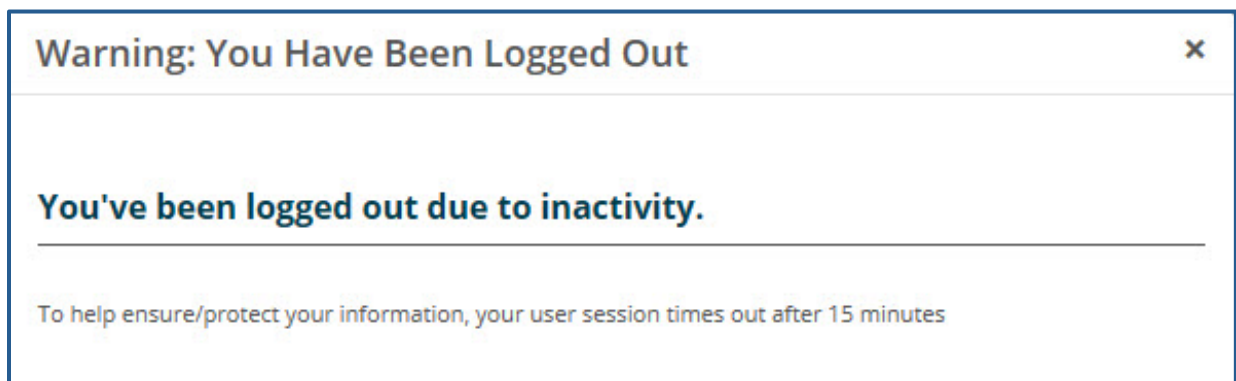 Warning: You Have Been Logged Out ×
You've been logged out due to inactivity.
To help ensure/protect your information, your user session times out after 15 minutes